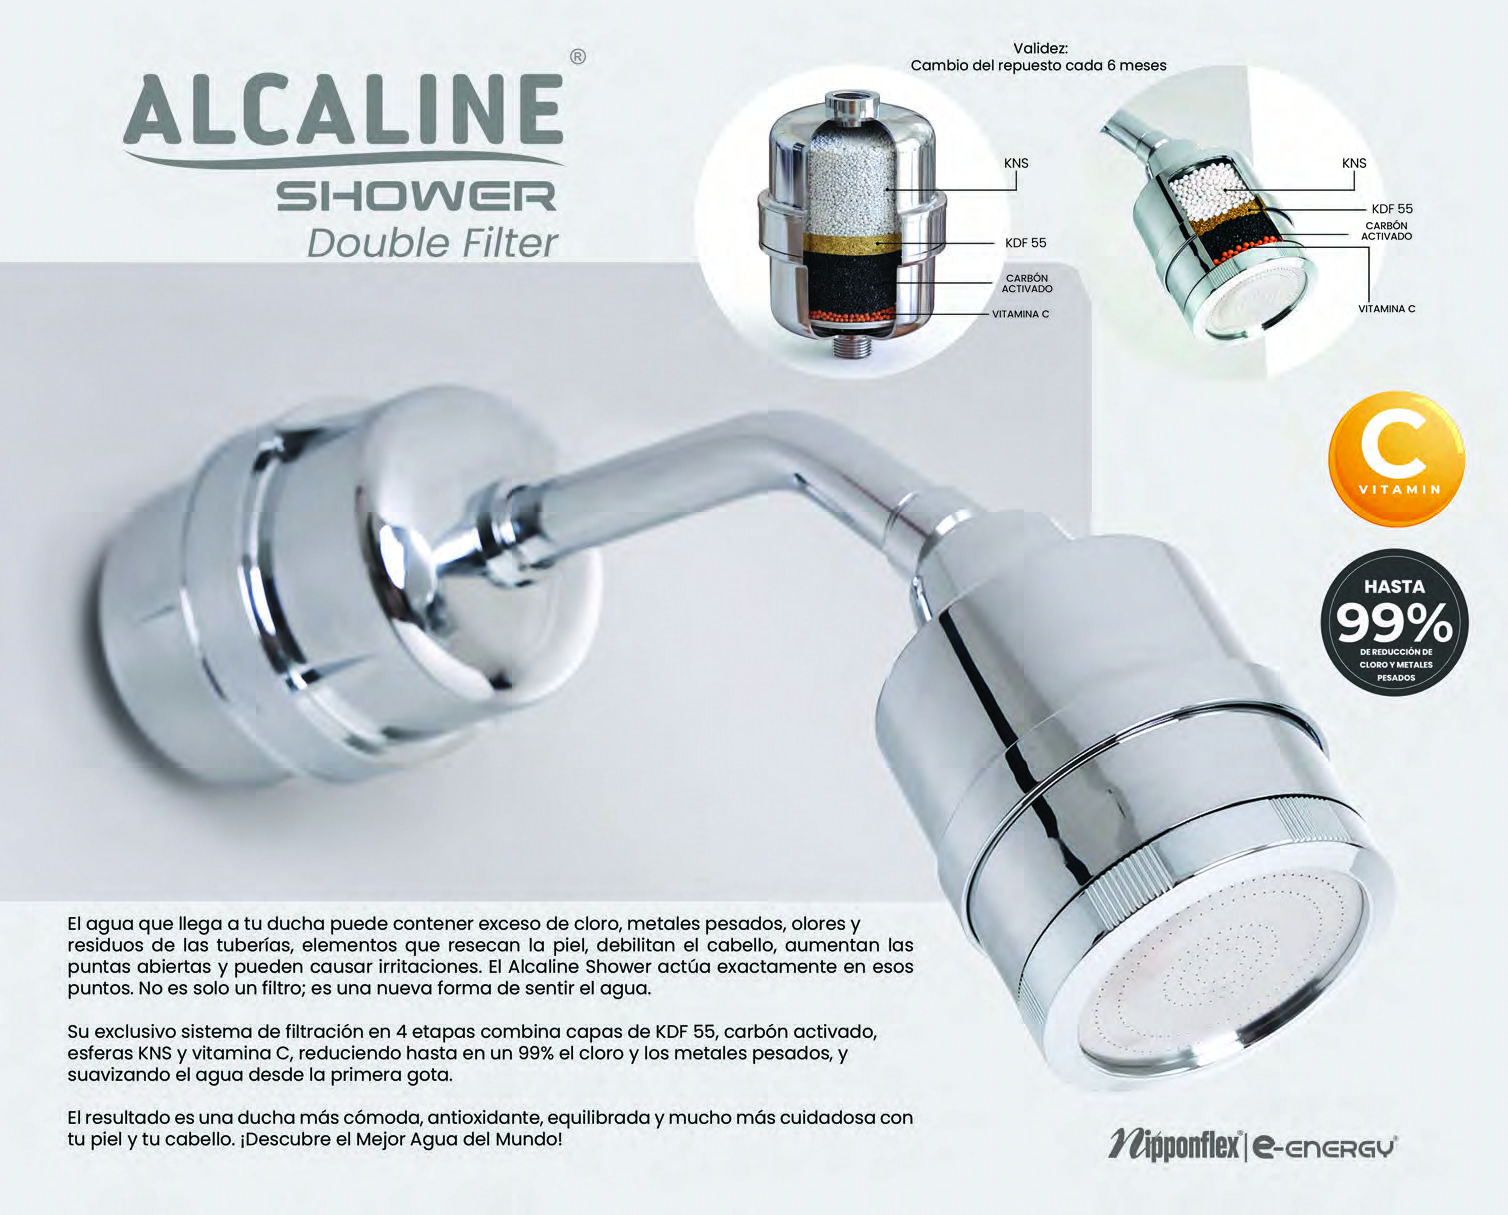 ALCALINE®
SHOWER
Double Filter
Validez:
Cambio del repuesto cada 6 meses
KNS
KDF 55
CARBÓN
ACTIVADO
VITAMINA C
KNS
KDF 55
CARBÓN
ACTIVADO
VITAMINA C
C
VITAMIN
HASTA
99%
DE REDUCCIÓN DE
CLORO Y METALES
PESADOS
El agua que llega a tu ducha puede contener exceso de cloro, metales pesados, olores y
residuos de las tuberías, elementos que resecan la piel, debilitan el cabello, aumentan las
puntas abiertas y pueden causar irritaciones. El Alcaline Shower actúa exactamente en esos
puntos. No es solo un filtro; es una nueva forma de sentir el agua.
Su exclusivo sistema de filtración en 4 etapas combina capas de KDF 55, carbón activado,
esferas KNS y vitamina C, reduciendo hasta en un 99% el cloro y los metales pesados, y
suavizando el agua desde la primera gota.
El resultado es una ducha más cómoda, antioxidante, equilibrada y mucho más cuidadosa con
tu piel y tu cabello. ¡Descubre el Mejor Agua del Mundo!
Nipponflex® | e-ENERGY®